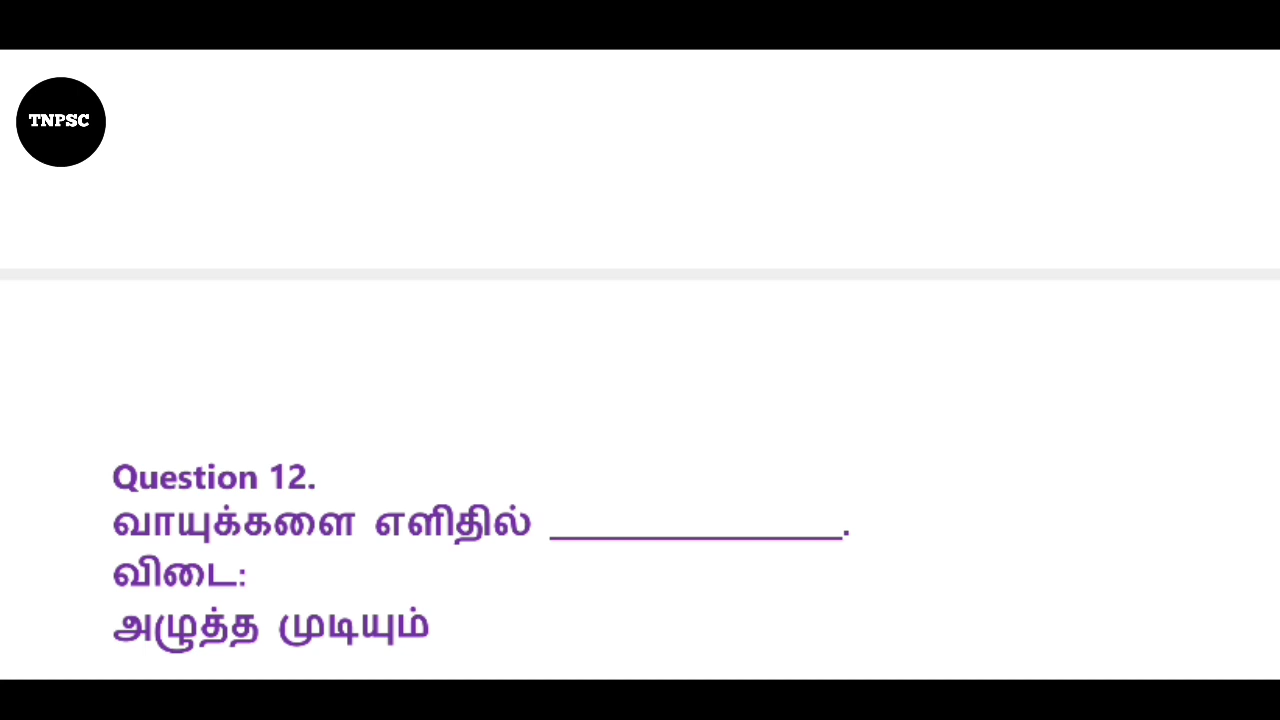 TNPSC
Question 12.
வாயுக்களை எளிதில் ________________.
விடை:
அழுத்த முடியும்